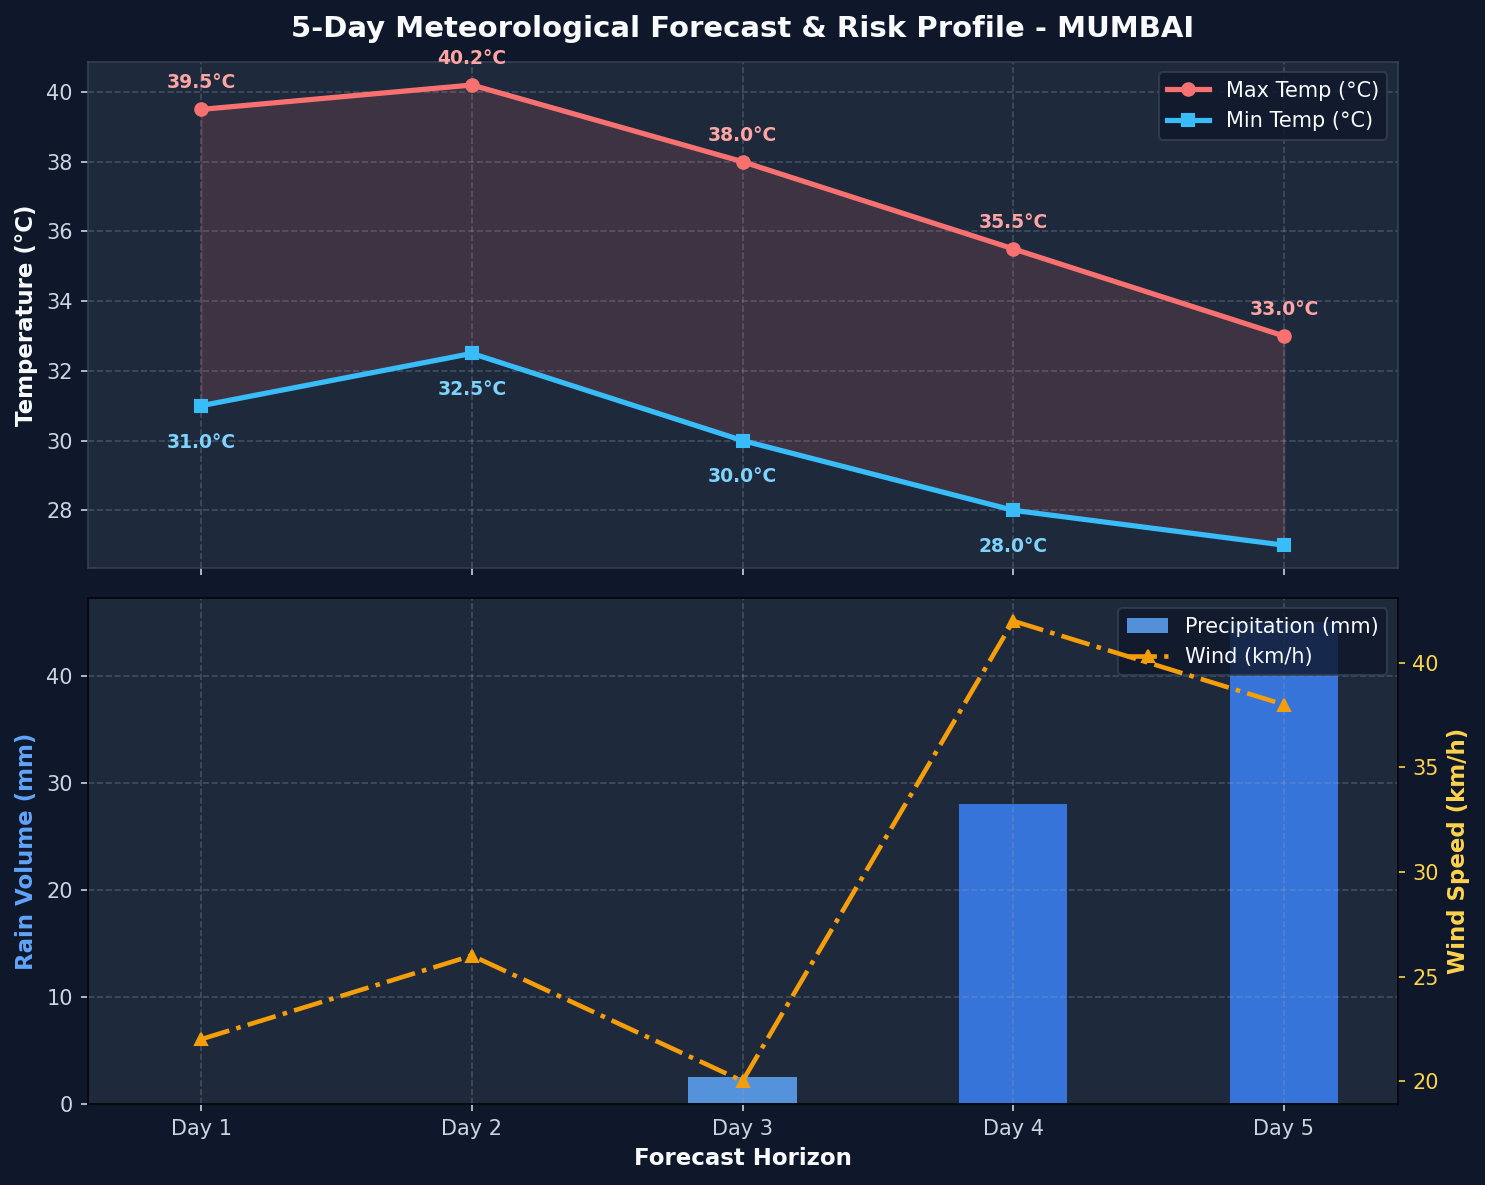 5-Day Meteorological Forecast & Risk Profile - MUMBAI
Temperature (°C)
40
38
36
34
32
30
28
39.5°C
40.2°C
38.0°C
35.5°C
33.0°C
31.0°C
32.5°C
30.0°C
28.0°C
Max Temp (°C)
Min Temp (°C)
Rain Volume (mm)
40
30
20
10
0
Precipitation (mm)
Wind (km/h)
40
35
30
25
20
Wind Speed (km/h)
Day 1
Day 2
Day 3
Day 4
Day 5
Forecast Horizon